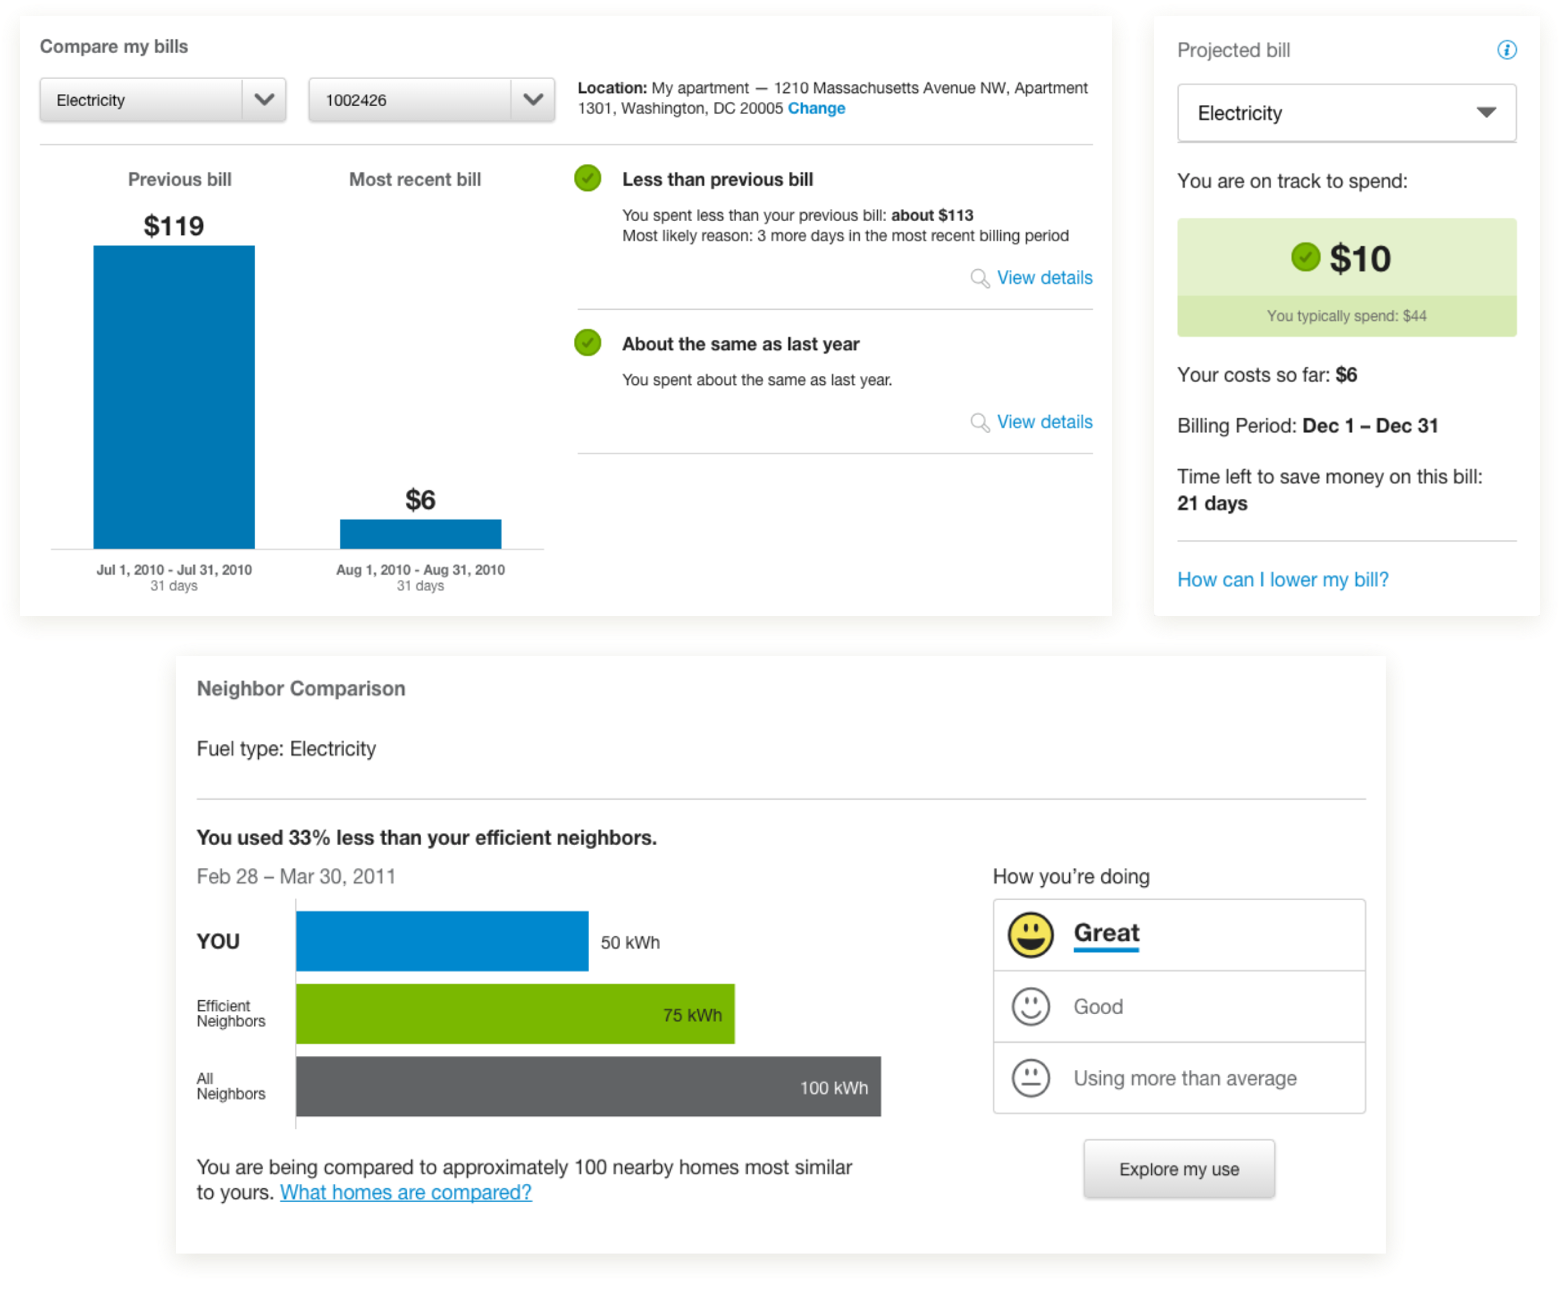 Compare my bills
Electricity
1002426
Location: My apartment — 1210 Massachusetts Avenue NW, Apartment
1301, Washington, DC 20005 Change
Previous bill
Most recent bill
$119
$6
Jul 1, 2010 - Jul 31, 2010
31 days
Aug 1, 2010 - Aug 31, 2010
31 days
Less than previous bill
You spent less than your previous bill: about $113
Most likely reason: 3 more days in the most recent billing period
View details
About the same as last year
You spent about the same as last year.
View details
Projected bill
i
Electricity
You are on track to spend:
$10
You typically spend: $44
Your costs so far: $6
Billing Period: Dec 1 – Dec 31
Time left to save money on this bill:
21 days
How can I lower my bill?
Neighbor Comparison
Fuel type: Electricity
You used 33% less than your efficient neighbors.
Feb 28 – Mar 30, 2011
YOU
50 kWh
Efficient
Neighbors
75 kWh
All
Neighbors
100 kWh
You are being compared to approximately 100 nearby homes most similar
to yours. What homes are compared?
How you’re doing
Great
Good
Using more than average
Explore my use